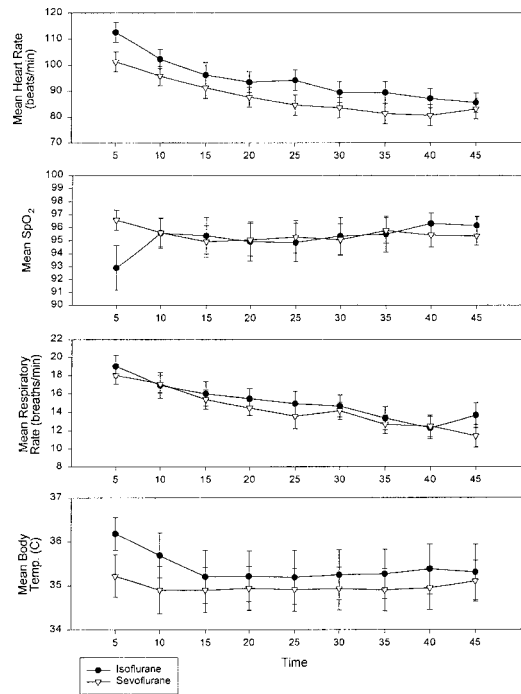 Mean Heart Rate
(beats/min)
120
110
100
90
80
70
5 10 15 20 25 30 35 40 45
Mean SpO2
100
99
98
97
96
95
94
93
92
91
90
5 10 15 20 25 30 35 40 45
Mean Respiratory
Rate (breaths/min)
22
20
18
16
14
12
10
8
5 10 15 20 25 30 35 40 45
Mean Body
Temp. (C)
37
36
35
34
5 10 15 20 25 30 35 40 45
Time
Isoflurane
Sevoflurane